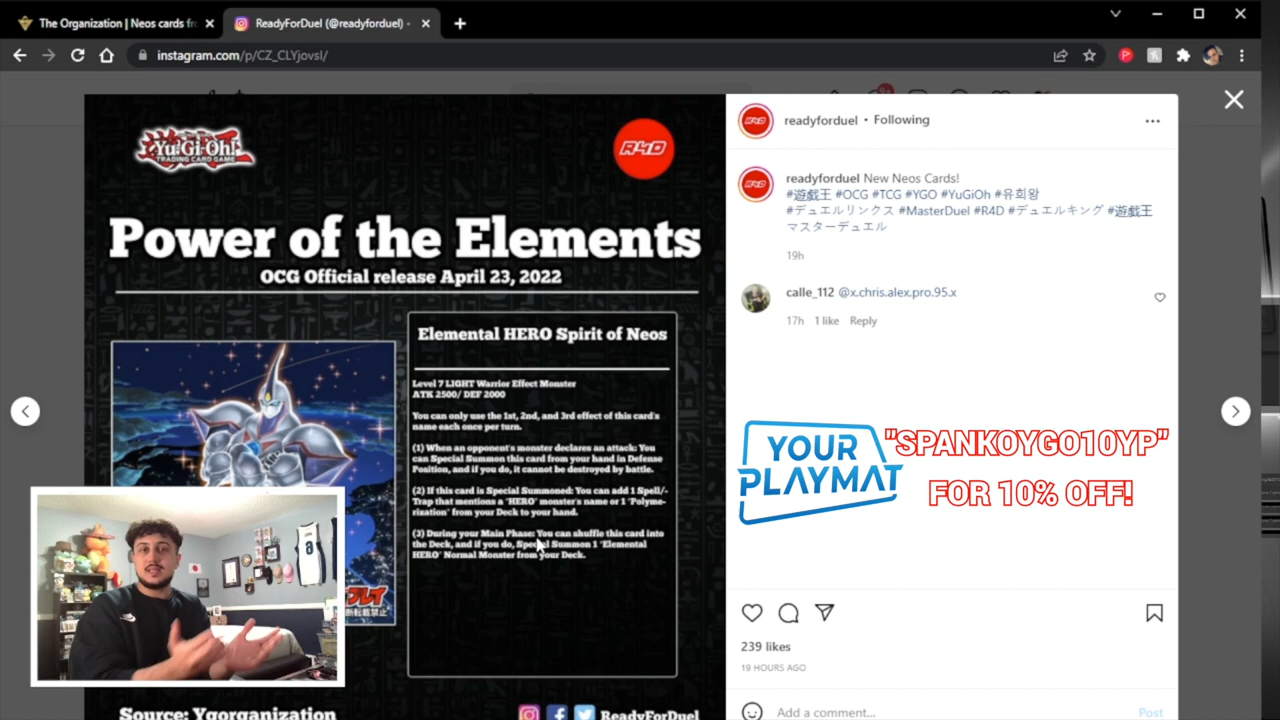 The Organization | Neos cards fr
ReadyForDuel (@readyforduel) •
instagram.com/p/CZ_CLYjovsI/
Yu-Gi-Oh!
TRADING CARD GAME
R4D
Power of the Elements
OCG Official release April 23, 2022
Elemental HERO Spirit of Neos
Level 7 LIGHT Warrior Effect Monster
ATK 2500/ DEF 2000
You can only use the 1st, 2nd, and 3rd effect of this card's
name each once per turn.
(1) When an opponent's monster declares an attack: You
can Special Summon this card from your hand in Defense
Position, and if you do, it cannot be destroyed by battle.
(2) If this card is Special Summoned: You can add 1 Spell/-
Trap that mentions a "HERO" monster's name or 1 "Polyme-
rization" from your Deck to your hand.
(3) During your Main Phase: You can shuffle this card into
the Deck, and if you do, Special Summon 1 "Elemental
HERO" Normal Monster from your Deck.
Source: Ygorganization
ReadyForDuel
R4D
readyforduel • Following
R4D
readyforduel New Neos Cards!
#遊戯王 #OCG #TCG #YGO #YuGiOh #유희왕
#デュエルリンクス #MasterDuel #R4D #デュエルキング #遊戯王
マスターデュエル
19h
calle_112 @x.chris.alex.pro.95.x
17h 1 like Reply
YOUR
PLAYMAT
"SPANKOYGO10YP"
FOR 10% OFF!
239 likes
19 HOURS AGO
Add a comment...
Post